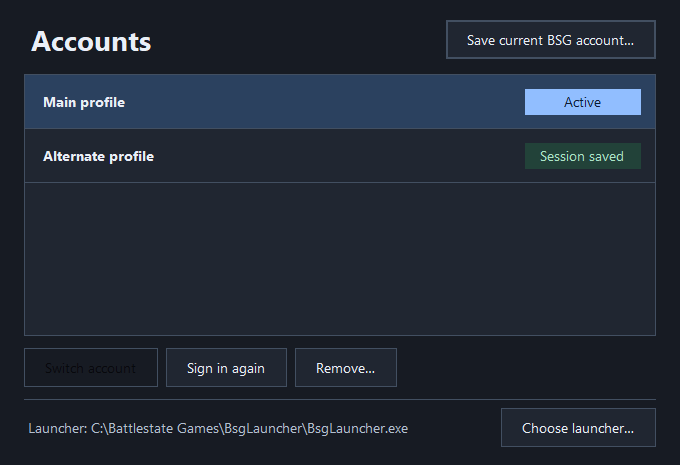 Accounts
Save current BSG account...
Main profile
Active
Alternate profile
Session saved
Switch account
Sign in again
Remove...
Launcher: C:\Battlestate Games\BsgLauncher\BsgLauncher.exe
Choose launcher...